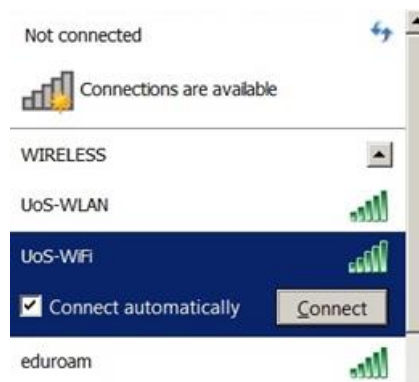 Not connected
Connections are available
WIRELESS
UoS-WLAN
UoS-WiFi
Connect automatically
Connect
eduroam